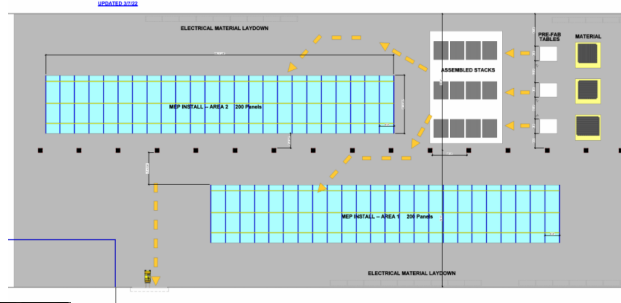 UPDATED 2/7/22
ELECTRICAL MATERIAL LAYDOWN
PRE-FAB
TABLES
MATERIAL
ASSEMBLED STACKS
MEP INSTALL – AREA 2 200 Panels
MEP INSTALL – AREA 1 200 Panels
ELECTRICAL MATERIAL LAYDOWN